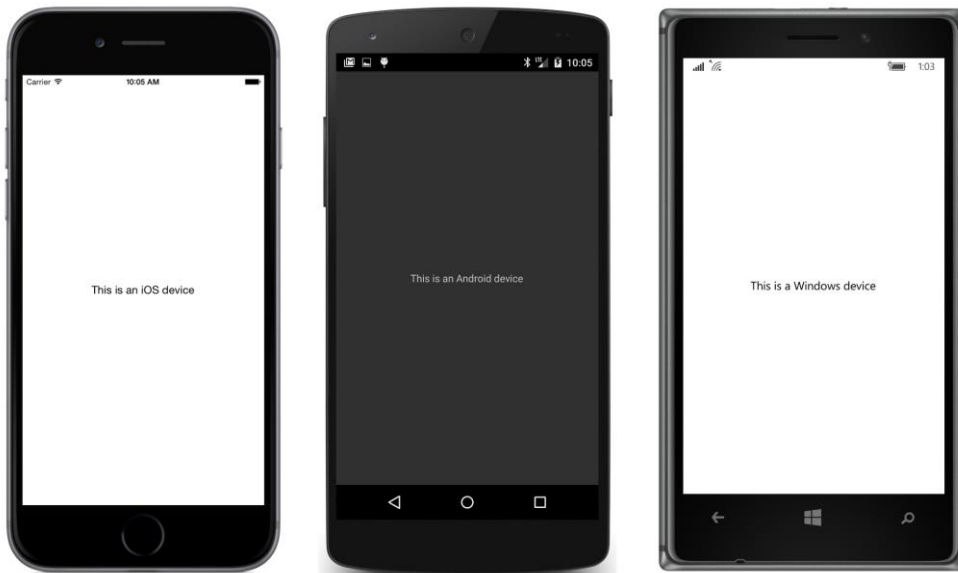 Carrier 10:05 AM
This is an iOS device
LTE 10:05
This is an Android device
1:03
This is a Windows device